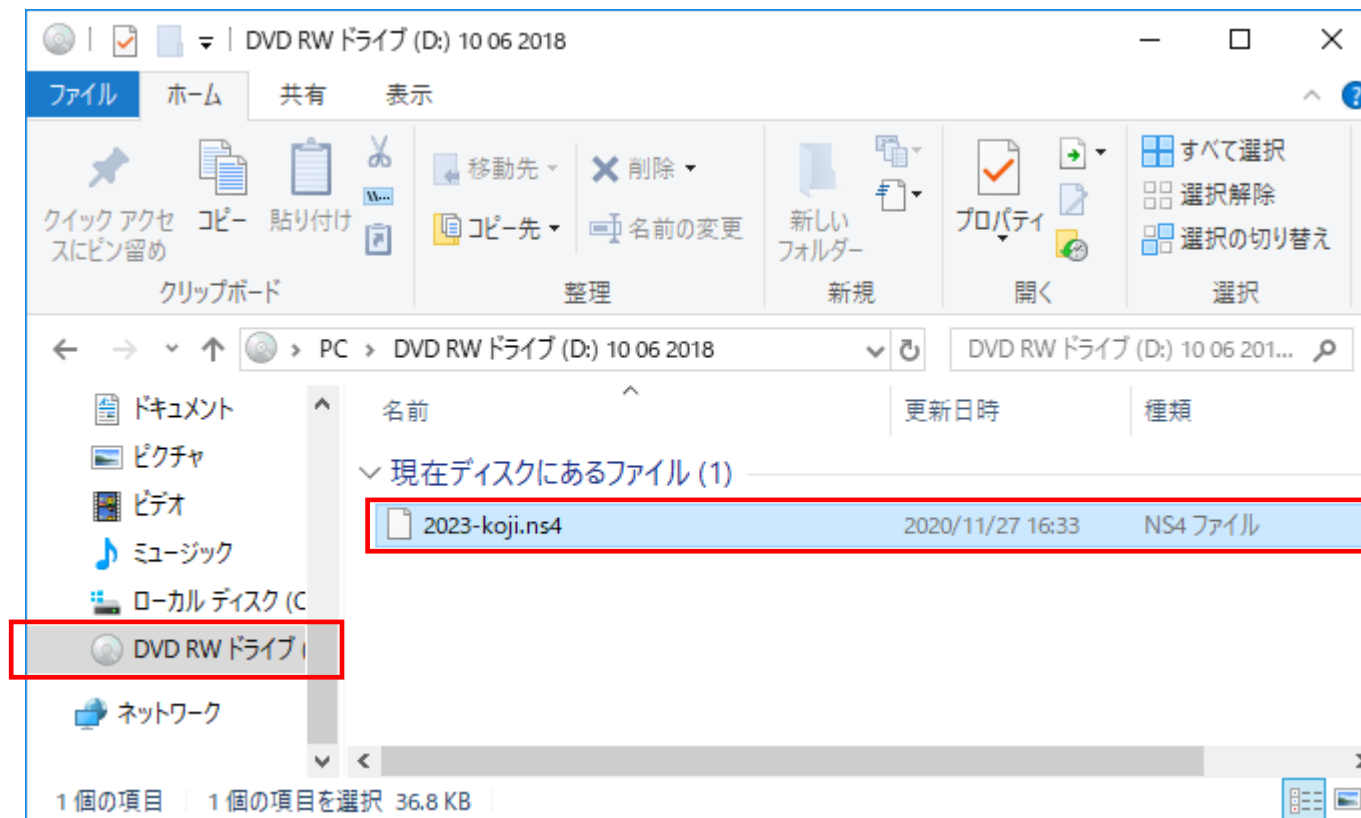 DVD RW ドライブ (D:) 10 06 2018
ファイル ホーム 共有 表示
クイック アクセスにピン留め
コピー
貼り付け
移動先
コピー先
削除
名前の変更
新しい
フォルダー
プロパティ
すべて選択
選択解除
選択の切り替え
クリップボード 整理 新規 開く 選択
PC > DVD RW ドライブ (D:) 10 06 2018
DVD RW ドライブ (D:) 10 06 201...
名前 更新日時 種類
ドキュメント
ピクチャ
ビデオ
ミュージック
ローカル ディスク (C
DVD RW ドライブ (
ネットワーク
現在ディスクにあるファイル (1)
2023-koji.ns4 2020/11/27 16:33 NS4 ファイル
1 個の項目 1 個の項目を選択 36.8 KB